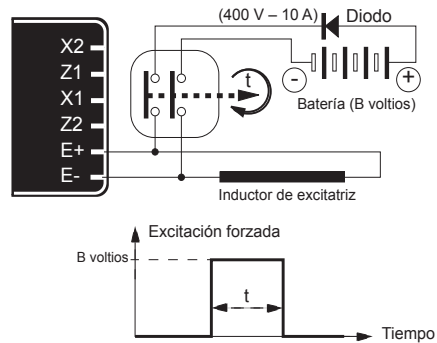 (400 V – 10 A) Diodo
X2
Z1
X1
Z2
E+
E-
t
-
+
Batería (B voltios)
Inductor de excitatriz
Excitación forzada
B voltios
t
Tiempo